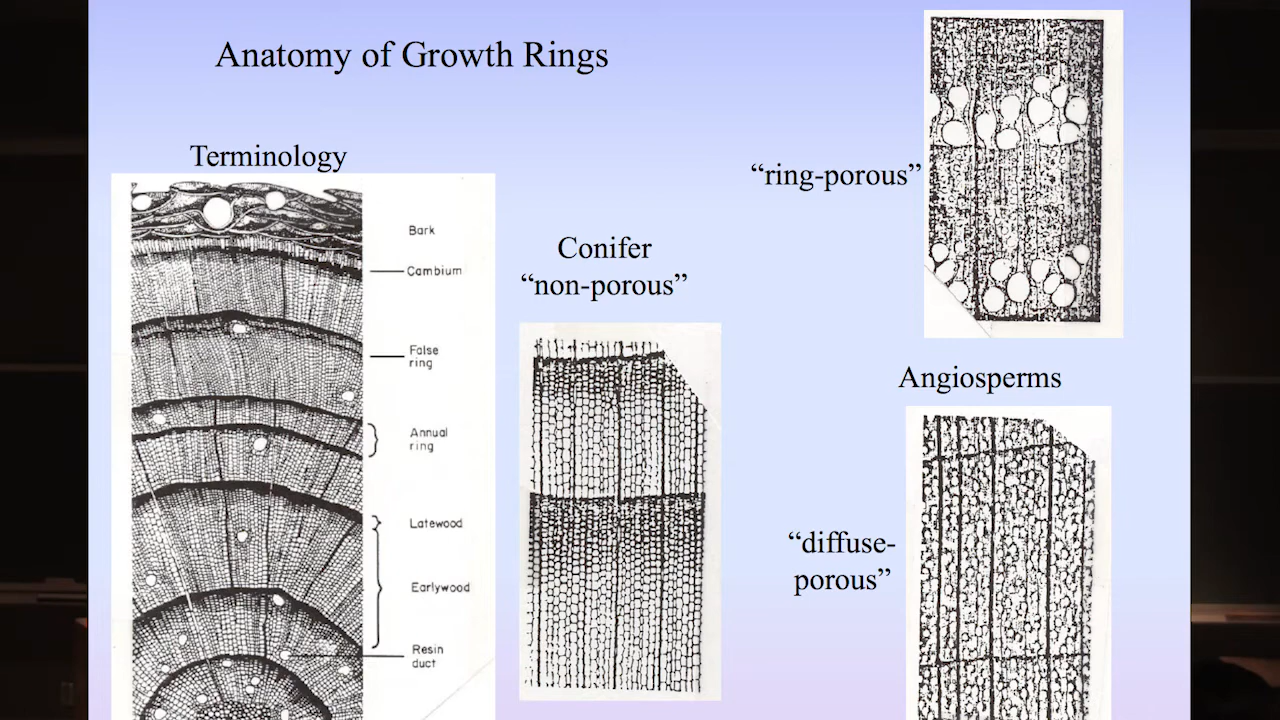 Anatomy of Growth Rings
Terminology
Bark
Cambium
False
ring
Annual
ring
Latewood
Earlywood
Resin
duct
Conifer
“non-porous”
“ring-porous”
Angiosperms
“diffuse-
porous”